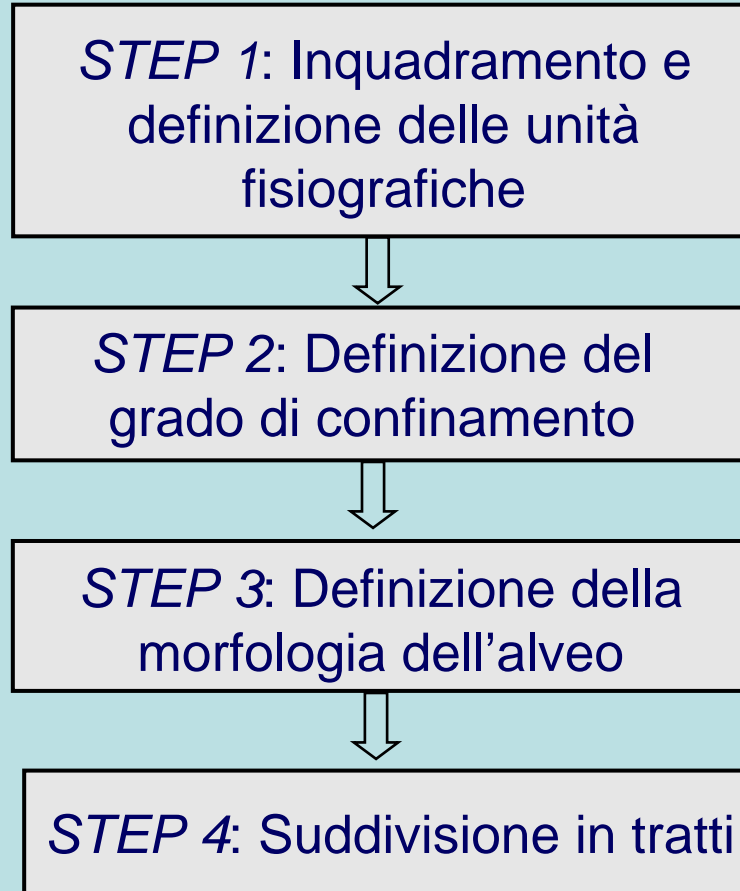 STEP 1: Inquadramento e
definizione delle unità
fisiografiche
STEP 2: Definizione del
grado di confinamento
STEP 3: Definizione della
morfologia dell’alveo
STEP 4: Suddivisione in tratti